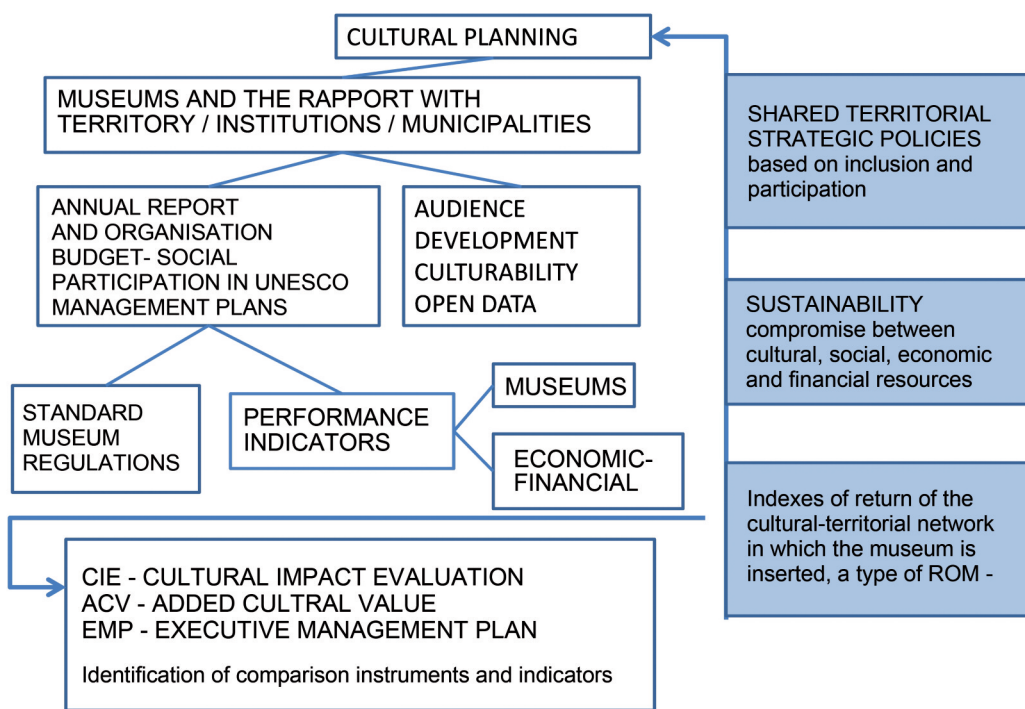 CULTURAL PLANNING
MUSEUMS AND THE RAPPORT WITH
TERRITORY / INSTITUTIONS / MUNICIPALITIES
ANNUAL REPORT
AND ORGANISATION
BUDGET- SOCIAL
PARTICIPATION IN UNESCO
MANAGEMENT PLANS
AUDIENCE
DEVELOPMENT
CULTURABILITY
OPEN DATA
STANDARD
MUSEUM
REGULATIONS
PERFORMANCE
INDICATORS
MUSEUMS
ECONOMIC-
FINANCIAL
CIE - CULTURAL IMPACT EVALUATION
ACV - ADDED CULTRAL VALUE
EMP - EXECUTIVE MANAGEMENT PLAN
Identification of comparison instruments and indicators
SHARED TERRITORIAL
STRATEGIC POLICIES
based on inclusion and
participation
SUSTAINABILITY
compromise between
cultural, social, economic
and financial resources
Indexes of return of the
cultural-territorial network
in which the museum is
inserted, a type of ROM -